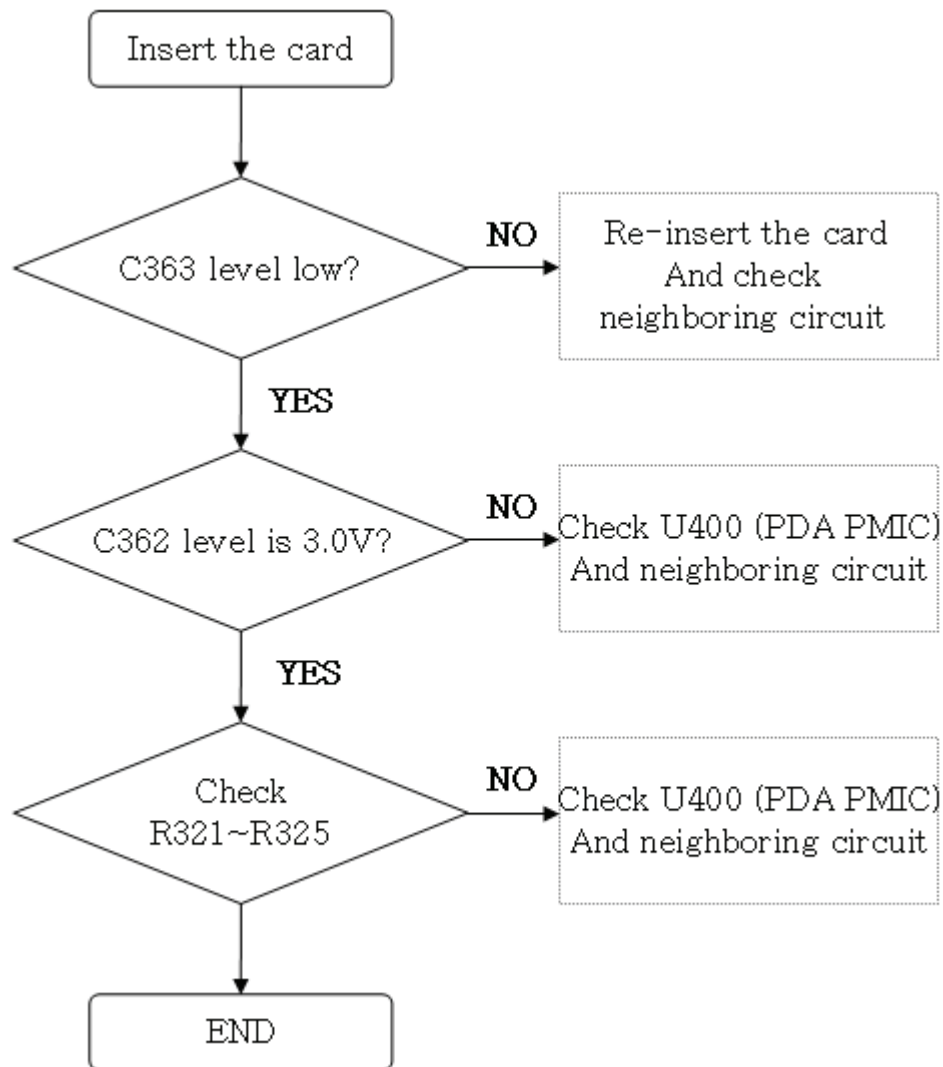 Insert the card
C363 level low?
NO
Re-insert the card
And check
neighboring circuit
YES
C362 level is 3.0V?
NO
Check U400 (PDA PMIC)
And neighboring circuit
YES
Check
R321~R325
NO
Check U400 (PDA PMIC)
And neighboring circuit
END